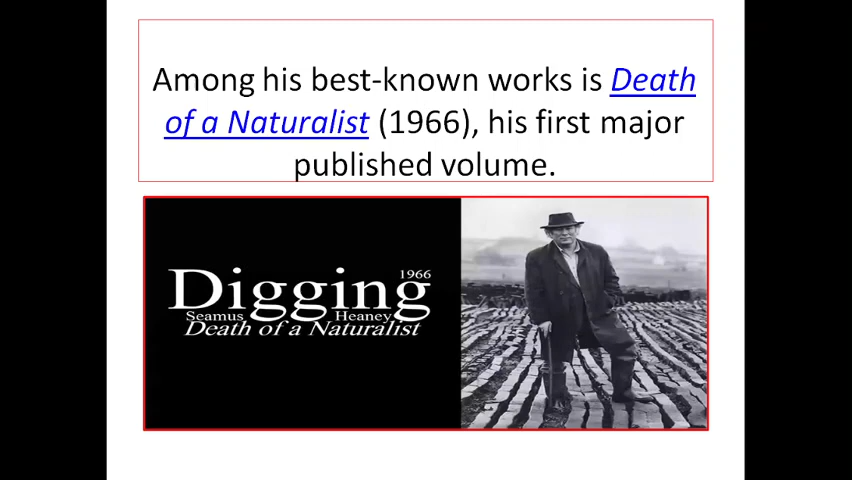 Among his best-known works is Death
of a Naturalist (1966), his first major
published volume.
1966
Digging
Seamus Heaney
Death of a Naturalist